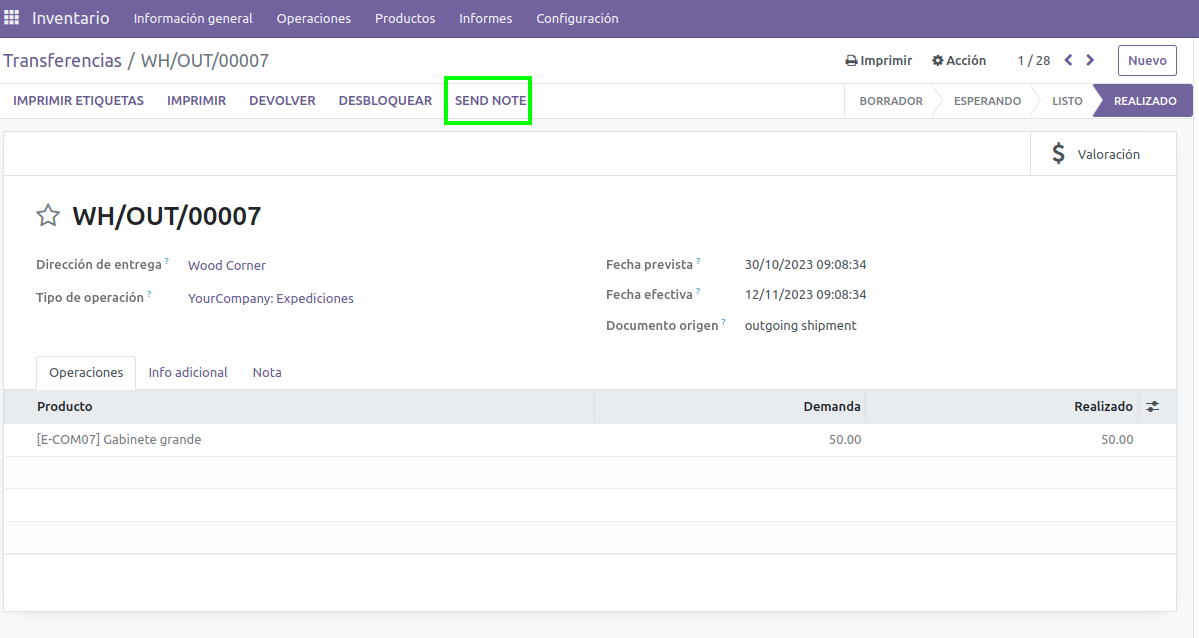 Inventario Información general Operaciones Productos Informes Configuración
Transferencias / WH/OUT/00007 Imprimir Acción 1 / 28 Nuevo
IMPRIMIR ETIQUETAS IMPRIMIR DEVOLVER DESBLOQUEAR SEND NOTE BORRADOR ESPERANDO LISTO REALIZADO
$ Valoración
WH/OUT/00007
Dirección de entrega ? Wood Corner Fecha prevista ? 30/10/2023 09:08:34
Tipo de operación ? YourCompany: Expediciones Fecha efectiva ? 12/11/2023 09:08:34
Documento origen ? outgoing shipment
Operaciones Info adicional Nota
Producto Demanda Realizado
[E-COM07] Gabinete grande 50.00 50.00